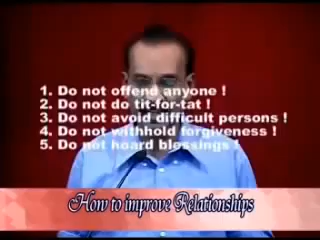 1. Do not offend anyone !
2. Do not do tit-for-tat !
3. Do not avoid difficult persons !
4. Do not withhold forgiveness !
5. Do not hoard blessings !
How to improve Relationships